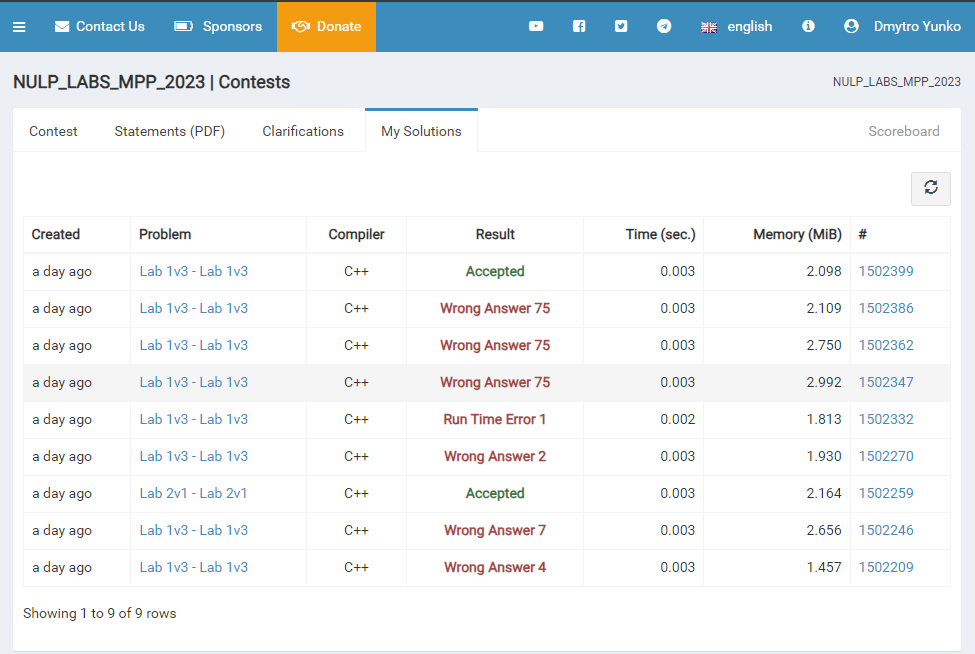 Contact Us Sponsors Donate english Dmytro Yunko
NULP_LABS_MPP_2023 | Contests NULP_LABS_MPP_2023
Contest Statements (PDF) Clarifications My Solutions Scoreboard
Created Problem Compiler Result Time (sec.) Memory (MiB) #
a day ago Lab 1v3 - Lab 1v3 C++ Accepted 0.003 2.098 1502399
a day ago Lab 1v3 - Lab 1v3 C++ Wrong Answer 75 0.003 2.109 1502386
a day ago Lab 1v3 - Lab 1v3 C++ Wrong Answer 75 0.003 2.750 1502362
a day ago Lab 1v3 - Lab 1v3 C++ Wrong Answer 75 0.003 2.992 1502347
a day ago Lab 1v3 - Lab 1v3 C++ Run Time Error 1 0.002 1.813 1502332
a day ago Lab 1v3 - Lab 1v3 C++ Wrong Answer 2 0.003 1.930 1502270
a day ago Lab 2v1 - Lab 2v1 C++ Accepted 0.003 2.164 1502259
a day ago Lab 1v3 - Lab 1v3 C++ Wrong Answer 7 0.003 2.656 1502246
a day ago Lab 1v3 - Lab 1v3 C++ Wrong Answer 4 0.003 1.457 1502209
Showing 1 to 9 of 9 rows